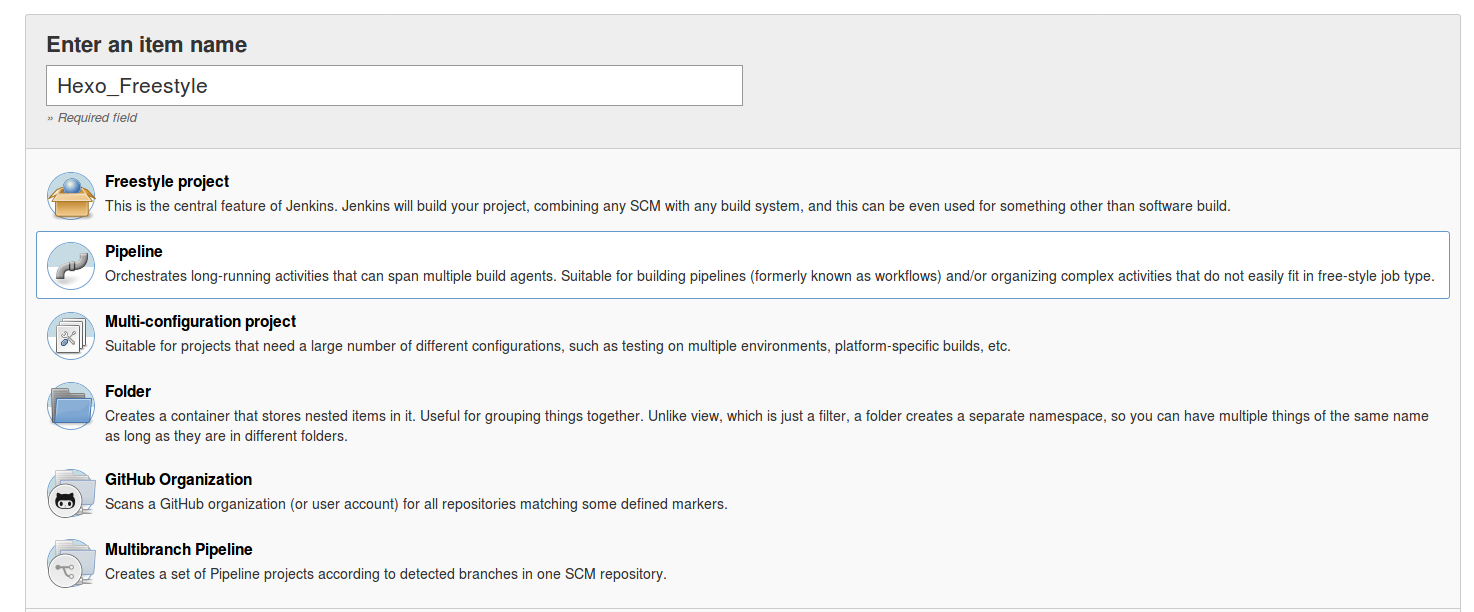 Enter an item name
Hexo_Freestyle
» Required field
Freestyle project
This is the central feature of Jenkins. Jenkins will build your project, combining any SCM with any build system, and this can be even used for something other than software build.
Pipeline
Orchestrates long-running activities that can span multiple build agents. Suitable for building pipelines (formerly known as workflows) and/or organizing complex activities that do not easily fit in free-style job type.
Multi-configuration project
Suitable for projects that need a large number of different configurations, such as testing on multiple environments, platform-specific builds, etc.
Folder
Creates a container that stores nested items in it. Useful for grouping things together. Unlike view, which is just a filter, a folder creates a separate namespace, so you can have multiple things of the same name
as long as they are in different folders.
GitHub Organization
Scans a GitHub organization (or user account) for all repositories matching some defined markers.
Multibranch Pipeline
Creates a set of Pipeline projects according to detected branches in one SCM repository.